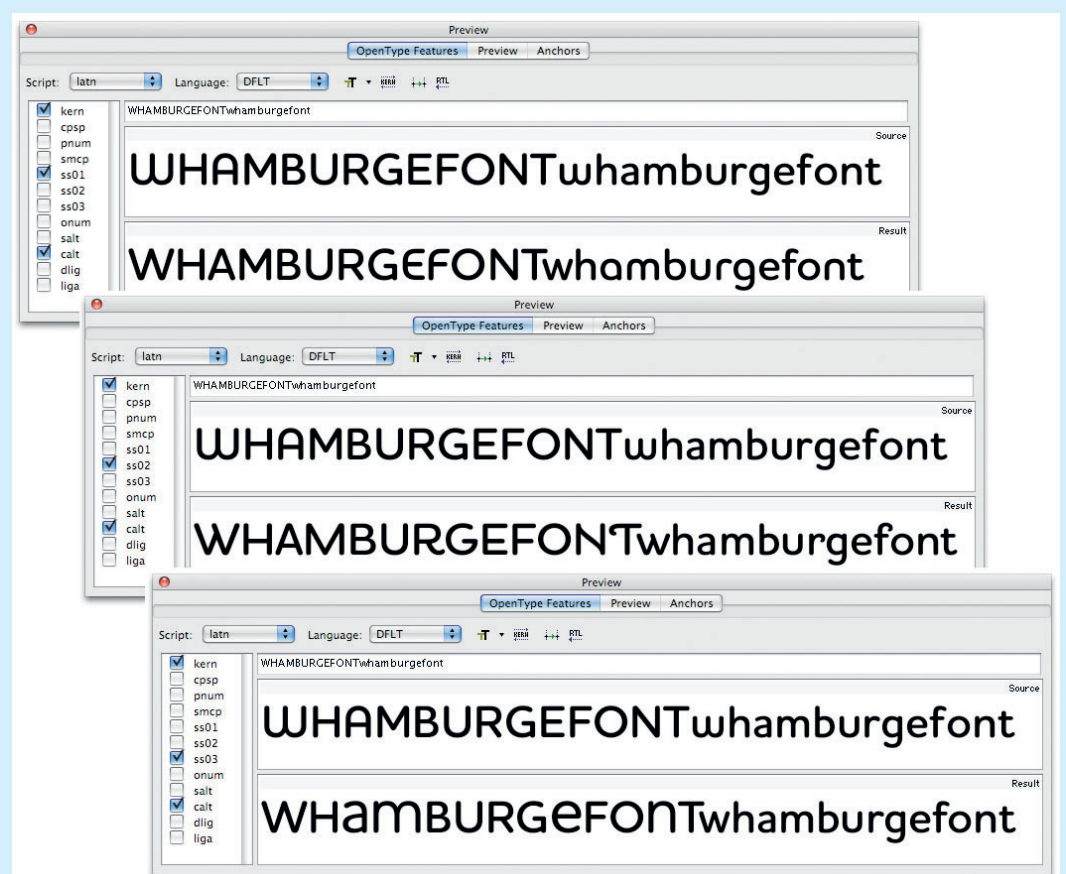 Preview
OpenType Features Preview Anchors
Script: latn Language: DFLT T KERN RTL
kern
cpsp
pnum
smcp
ss01
ss02
ss03
onum
salt
calt
dlig
liga
WHAMBURGEFONTwhamburgefont
Source
WHAMBURGEFONTwhamburgefont
Result
WHAMBURGEFONTwhamburgefont
Preview
OpenType Features Preview Anchors
Script: latn Language: DFLT T KERN RTL
kern
cpsp
pnum
smcp
ss01
ss02
ss03
onum
salt
calt
dlig
liga
WHAMBURGEFONTwhamburgefont
Source
WHAMBURGEFONTwhamburgefont
Result
WHAMBURGEFONTwhamburgefont
Preview
OpenType Features Preview Anchors
Script: latn Language: DFLT T KERN RTL
kern
cpsp
pnum
smcp
ss01
ss02
ss03
onum
salt
calt
dlig
liga
WHAMBURGEFONTwhamburgefont
Source
WHAMBURGEFONTwhamburgefont
Result
WHamBURGeFOnTwhamburgefont